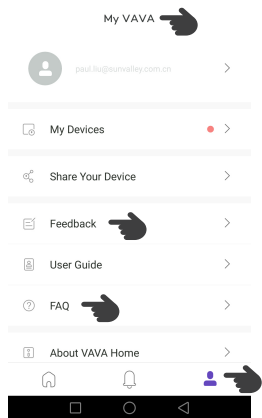 My VAVA
paul.liu@sunvalley.com.cn
My Devices
Share Your Device
Feedback
User Guide
FAQ
About VAVA Home